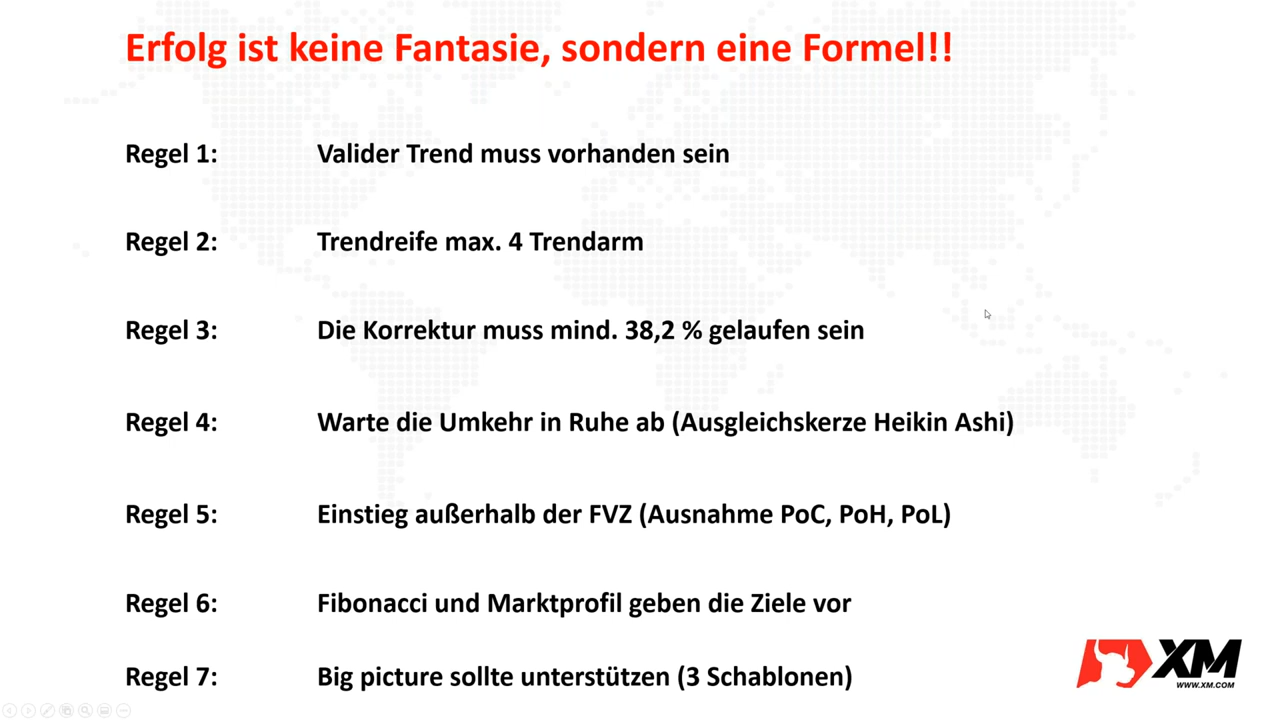 Erfolg ist keine Fantasie, sondern eine Formel!!
Regel 1: Valider Trend muss vorhanden sein
Regel 2: Trendreife max. 4 Trendarm
Regel 3: Die Korrektur muss mind. 38,2 % gelaufen sein
Regel 4: Warte die Umkehr in Ruhe ab (Ausgleichskerze Heikin Ashi)
Regel 5: Einstieg außerhalb der FVZ (Ausnahme PoC, PoH, PoL)
Regel 6: Fibonacci und Marktprofil geben die Ziele vor
Regel 7: Big picture sollte unterstützen (3 Schablonen)
XM
WWW.XM.COM